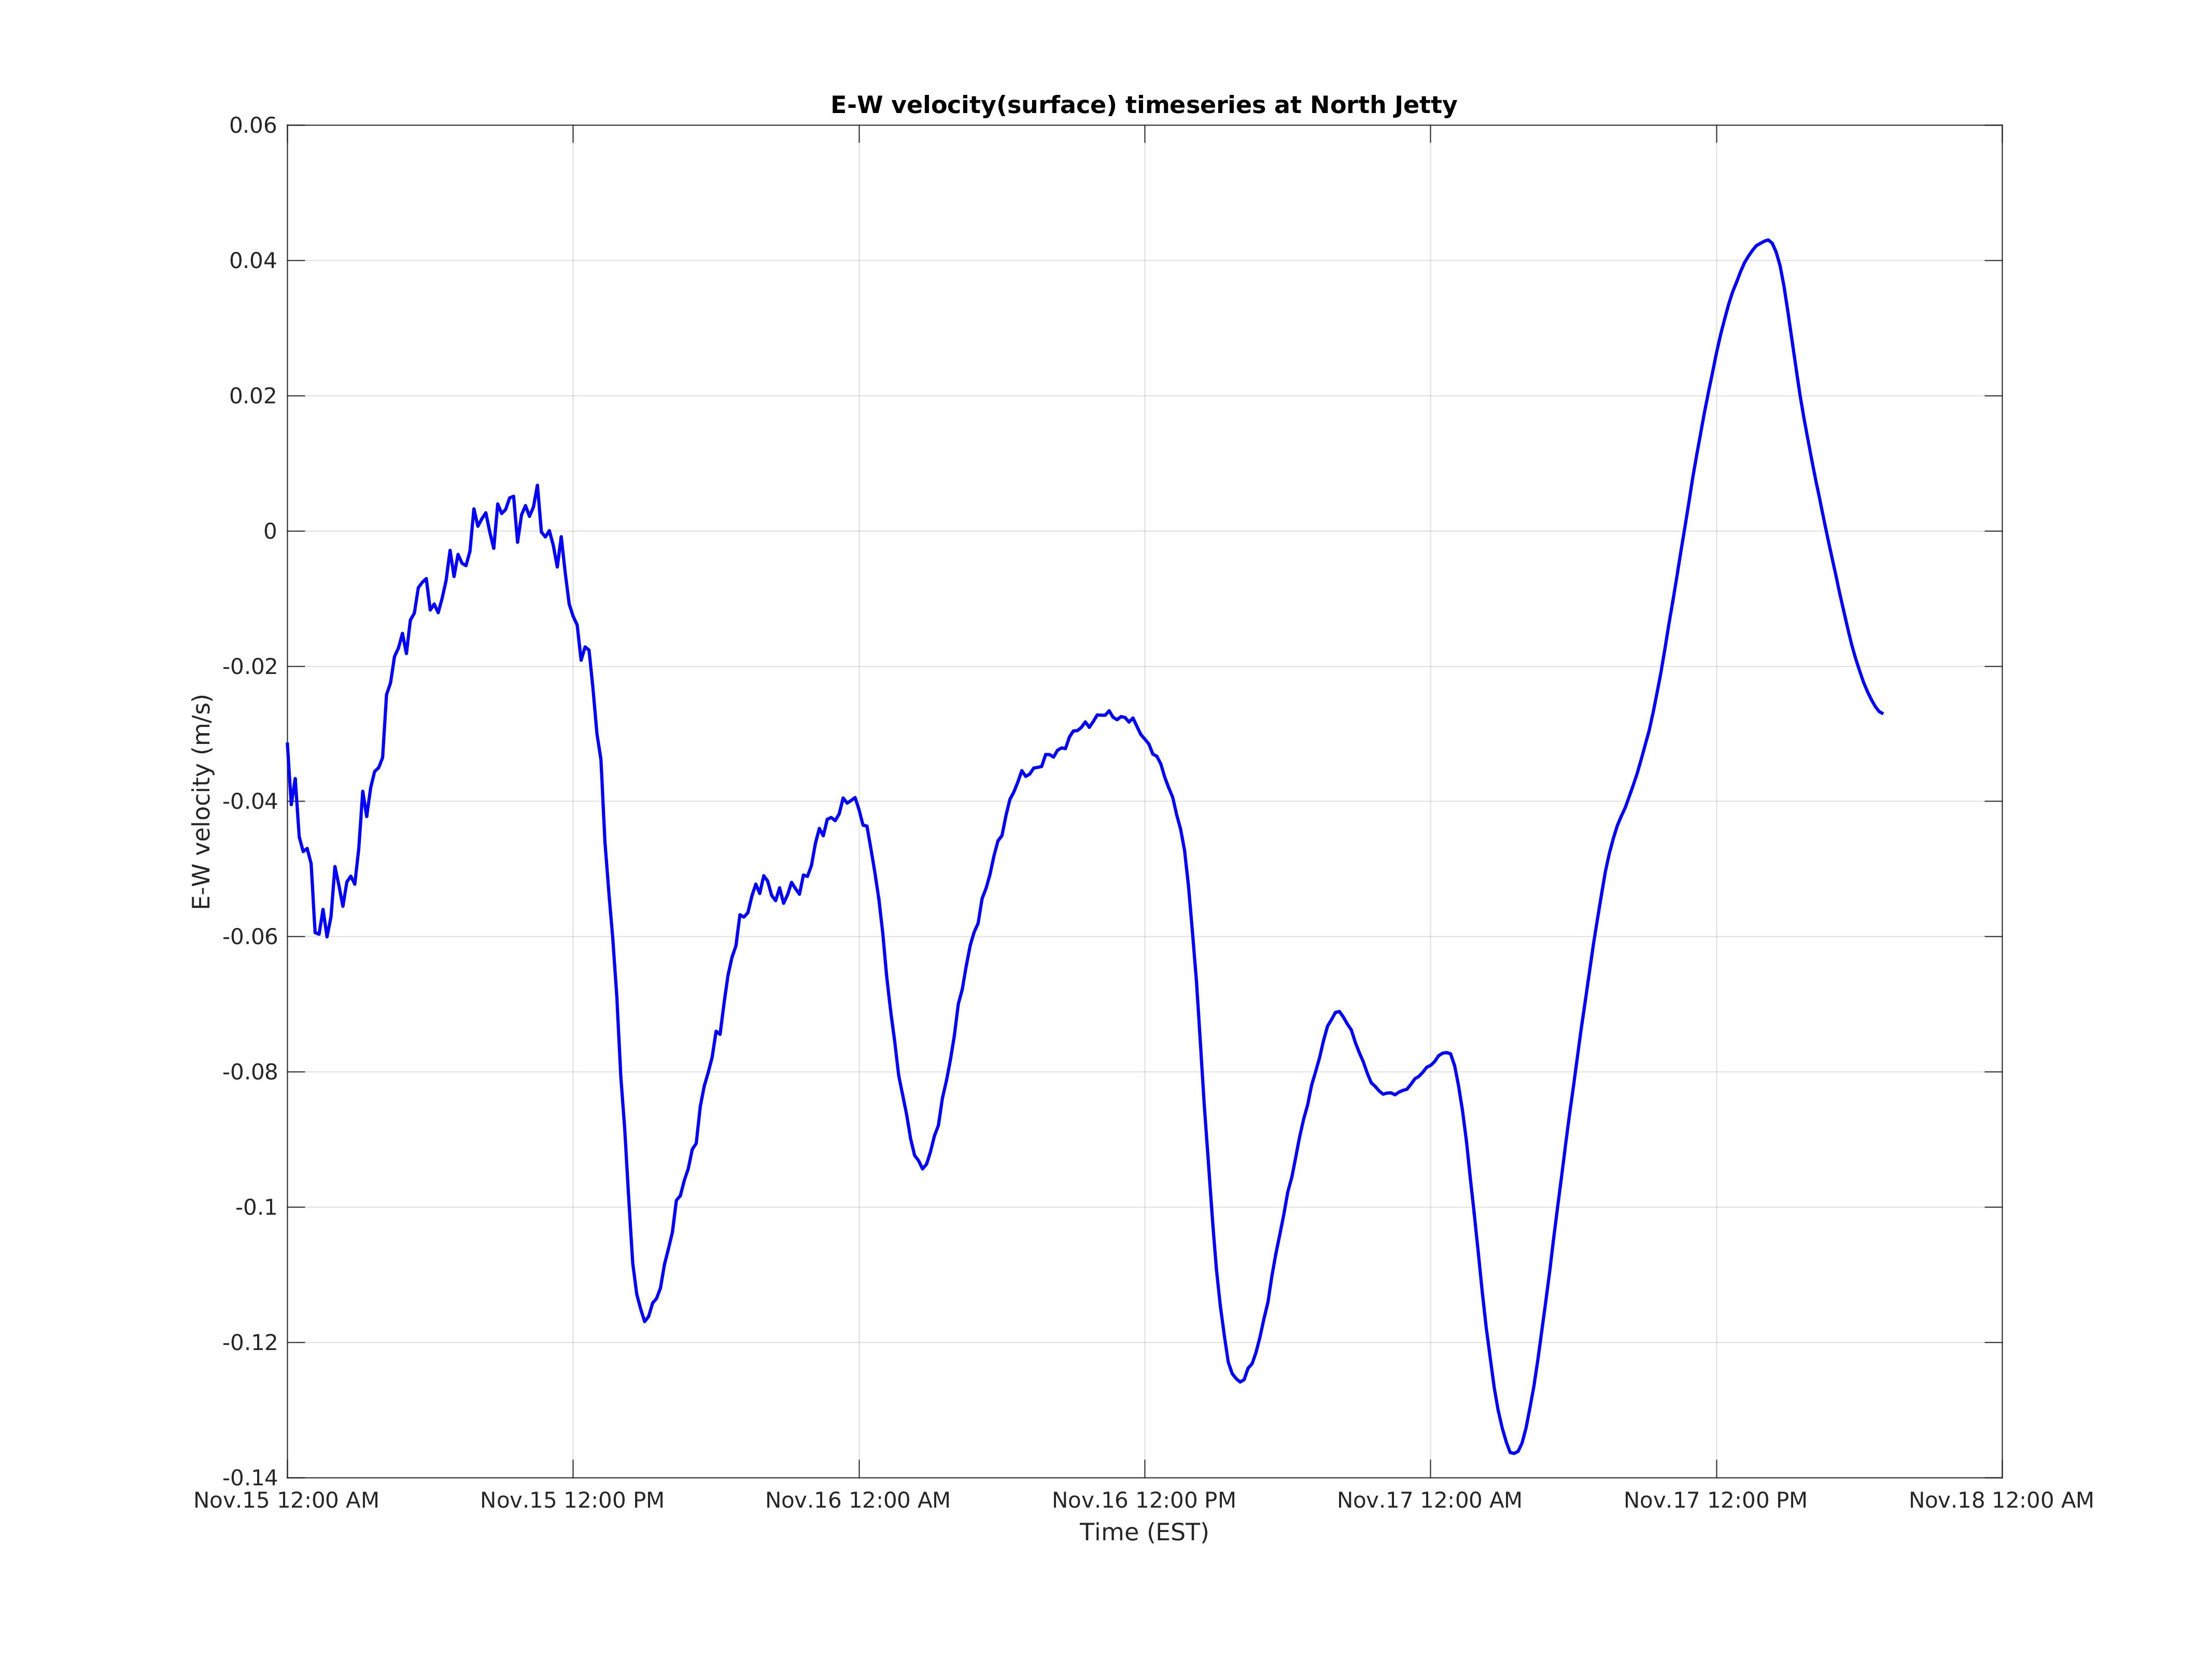 E-W velocity(surface) timeseries at North Jetty
0.06
0.04
0.02
0
-0.02
-0.04
-0.06
-0.08
-0.1
-0.12
-0.14
E-W velocity (m/s)
Nov.15 12:00 AM
Nov.15 12:00 PM
Nov.16 12:00 AM
Nov.16 12:00 PM
Nov.17 12:00 AM
Nov.17 12:00 PM
Nov.18 12:00 AM
Time (EST)